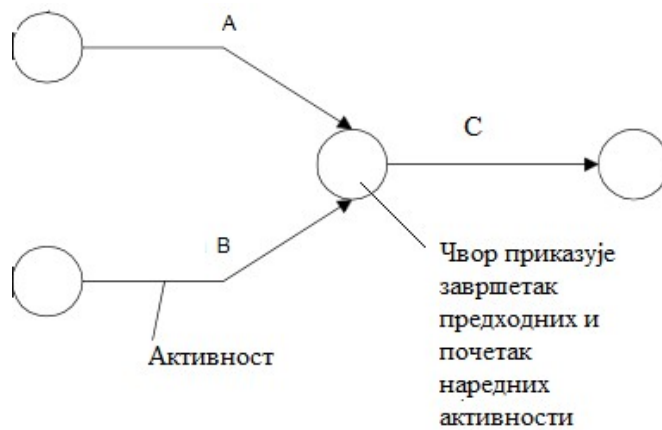 A
C
B
Чвор приказује
завршетак
предходних и
почетак
наредних
активности
Активност